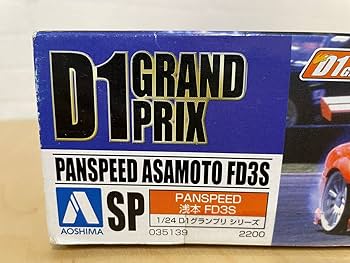 D1 GRAND
PRIX
D1G
PANSPEED ASAMOTO FD3S
AOSHIMA
SP
PANSPEED
浅本 FD3S
1/24 D1グランプリ シリーズ
035139
2200